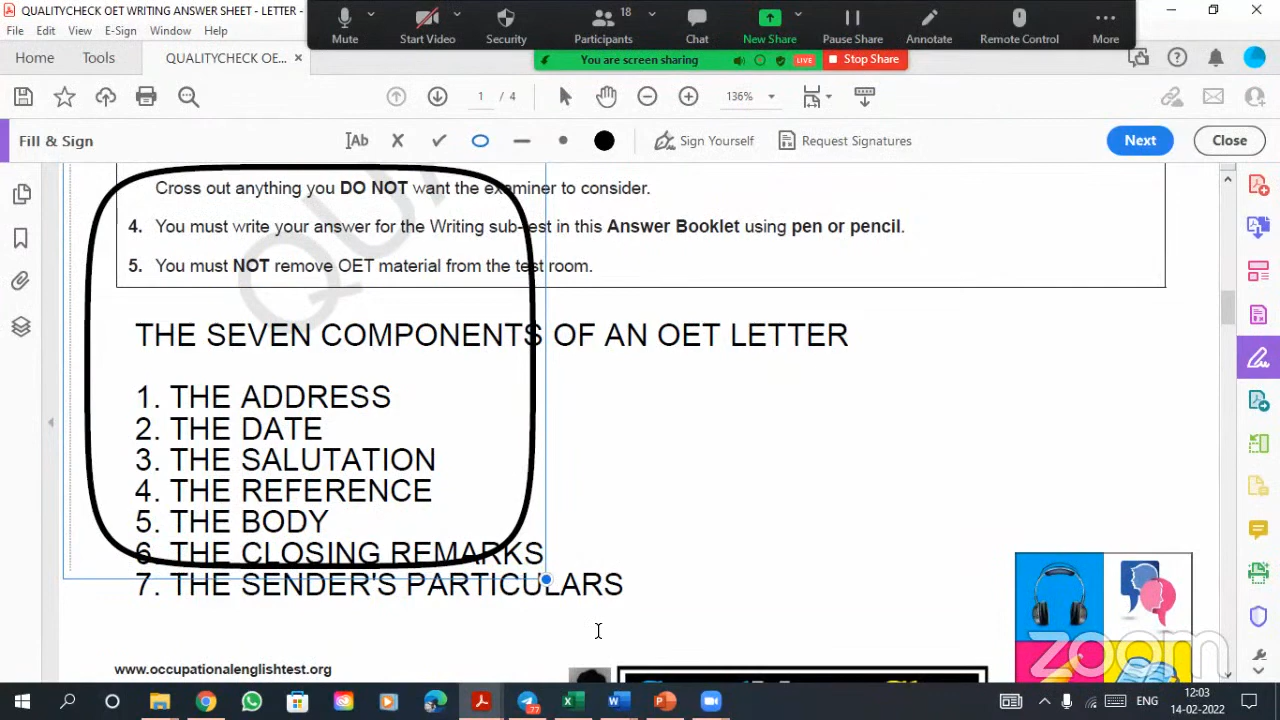 QUALITYCHECK OET WRITING ANSWER SHEET - LETTER -
File Edit View E-Sign Window Help
Mute Start Video Security 18 Participants Chat New Share Pause Share Annotate Remote Control More
You are screen sharing LIVE Stop Share
Home Tools QUALITYCHECK OE...
1 / 4 136%
Fill & Sign Ab Sign Yourself Request Signatures Next Close
Cross out anything you DO NOT want the examiner to consider.
4. You must write your answer for the Writing sub-test in this Answer Booklet using pen or pencil.
5. You must NOT remove OET material from the test room.
QU
THE SEVEN COMPONENTS OF AN OET LETTER
1. THE ADDRESS
2. THE DATE
3. THE SALUTATION
4. THE REFERENCE
5. THE BODY
6. THE CLOSING REMARKS
7. THE SENDER'S PARTICULARS
zoom
www.occupationalenglishtest.org
77
ENG
12:03
14-02-2022